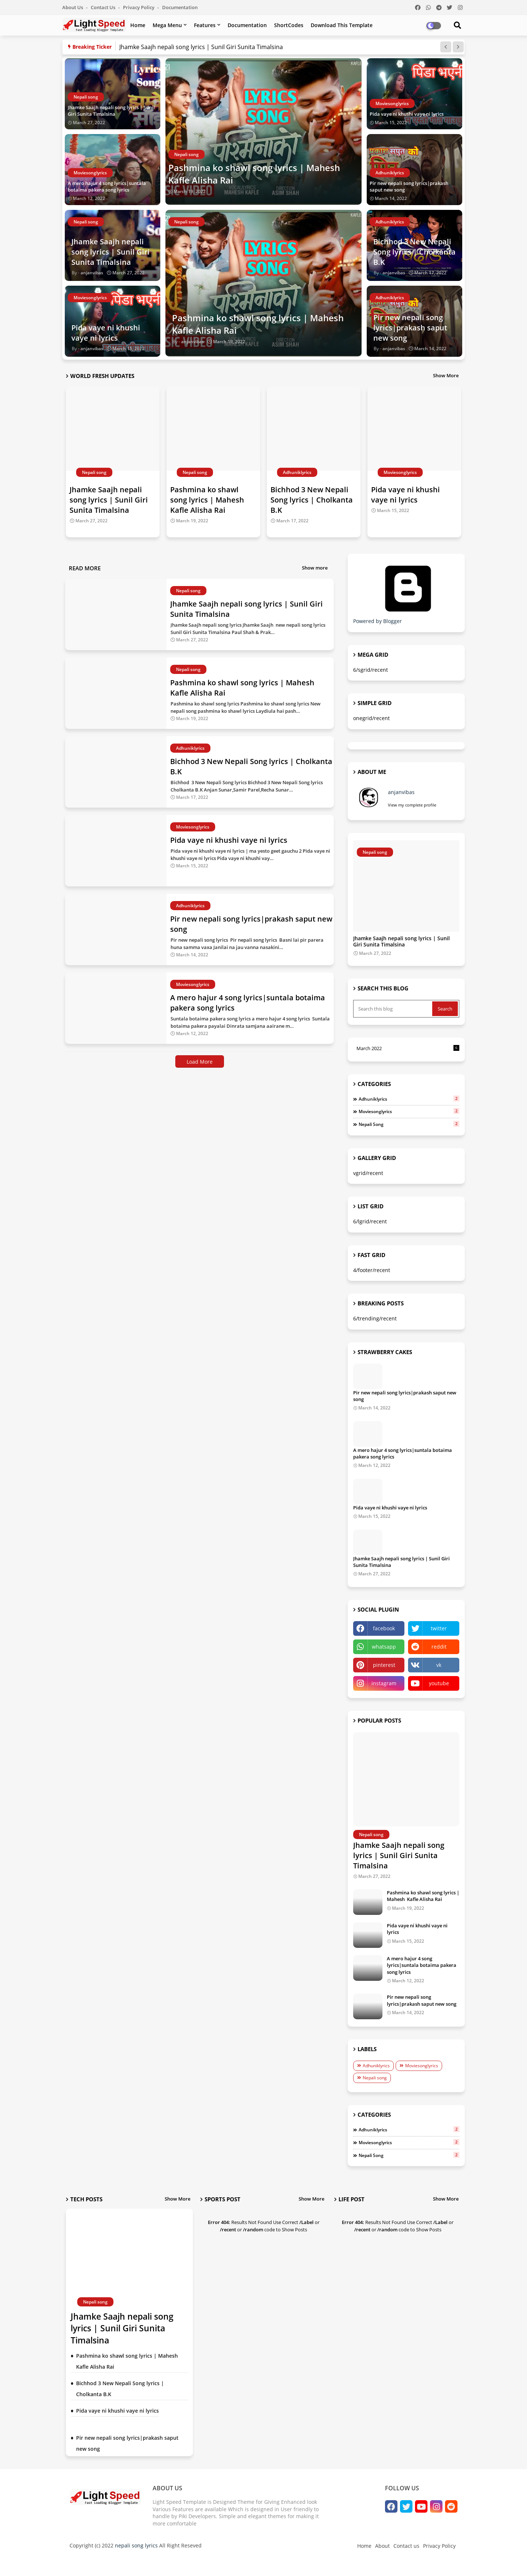 About Us - Contact Us - Privacy Policy - Documentation
Light Speed
Fast Loading Blogger Template
Home Mega Menu Features Documentation ShortCodes Download This Template
Breaking Ticker Jhamke Saajh nepali song lyrics | Sunil Giri Sunita Timalsina
Nepali song
Jhamke Saajh nepali song lyrics | Sunil Giri Sunita Timalsina
March 27, 2022
Moviesonglyrics
A mero hajur 4 song lyrics|suntala botaima pakera song lyrics
March 12, 2022
LYRICS SONG
पारमनाको
Nepali song
Pashmina ko shawl song lyrics | Mahesh Kafle Alisha Rai
March 19, 2022
पिडा भएनी
Moviesonglyrics
Pida vaye ni khushi vaye ni lyrics
March 15, 2022
Adhuniklyrics
Pir new nepali song lyrics|prakash saput new song
March 14, 2022
Nepali song
Jhamke Saajh nepali song lyrics | Sunil Giri Sunita Timalsina
By - anjanvibas March 27, 2022
Moviesonglyrics
Pida vaye ni khushi vaye ni lyrics
By - anjanvibas March 15, 2022
Nepali song
LYRICS SONG
Pashmina ko shawl song lyrics | Mahesh Kafle Alisha Rai
March 19, 2022
Adhuniklyrics
Bichhod 3 New Nepali Song lyrics | Cholkanta B.K
By - anjanvibas March 17, 2022
Adhuniklyrics
Pir new nepali song lyrics|prakash saput new song
By - anjanvibas March 14, 2022
WORLD FRESH UPDATES Show More
Nepali song
Jhamke Saajh nepali song lyrics | Sunil Giri Sunita Timalsina
March 27, 2022
Nepali song
Pashmina ko shawl song lyrics | Mahesh Kafle Alisha Rai
March 19, 2022
Adhuniklyrics
Bichhod 3 New Nepali Song lyrics | Cholkanta B.K
March 17, 2022
Moviesonglyrics
Pida vaye ni khushi vaye ni lyrics
March 15, 2022
READ MORE Show more
Nepali song
Jhamke Saajh nepali song lyrics | Sunil Giri Sunita Timalsina
Jhamke Saajh nepali song lyrics Jhamke Saajh new nepali song lyrics Sunil Giri Sunita Timalsina Paul Shah & Prak...
March 27, 2022
Nepali song
Pashmina ko shawl song lyrics | Mahesh Kafle Alisha Rai
Pashmina ko shawl song lyrics Pashmina ko shawl song lyrics New nepali song pashmina ko shawl lyrics Laydiula hai pash...
March 19, 2022
Adhuniklyrics
Bichhod 3 New Nepali Song lyrics | Cholkanta B.K
Bichhod 3 New Nepali Song lyrics Bichhod 3 New Nepali Song lyrics Cholkanta B.K Anjan Sunar,Samir Parel,Recha Sunar...
March 17, 2022
Moviesonglyrics
Pida vaye ni khushi vaye ni lyrics
Pida vaye ni khushi vaye ni lyrics | ma yesto geet gauchu 2 Pida vaye ni khushi vaye ni lyrics Pida vaye ni khushi vay...
March 15, 2022
Adhuniklyrics
Pir new nepali song lyrics|prakash saput new song
Pir new nepali song lyrics Pir nepali song lyrics Basni lai pir parera huna samma vaxa Janilai na jau vanna nasakini...
March 14, 2022
Moviesonglyrics
A mero hajur 4 song lyrics|suntala botaima pakera song lyrics
Suntala botaima pakera song lyrics a mero hajur 4 song lyrics Suntala botaima pakera paayalai Dinrata samjana aairane m...
March 12, 2022
Load More
Powered by Blogger
MEGA GRID
6/sgrid/recent
SIMPLE GRID
onegrid/recent
ABOUT ME
anjanvibas
View my complete profile
Nepali song
Jhamke Saajh nepali song lyrics | Sunil Giri Sunita Timalsina
March 27, 2022
SEARCH THIS BLOG
Search this blog Search
March 2022
CATEGORIES
Adhuniklyrics 2
Moviesonglyrics 2
Nepali Song 2
GALLERY GRID
vgrid/recent
LIST GRID
6/lgrid/recent
FAST GRID
4/footer/recent
BREAKING POSTS
6/trending/recent
STRAWBERRY CAKES
Pir new nepali song lyrics|prakash saput new song
March 14, 2022
A mero hajur 4 song lyrics|suntala botaima pakera song lyrics
March 12, 2022
Pida vaye ni khushi vaye ni lyrics
March 15, 2022
Jhamke Saajh nepali song lyrics | Sunil Giri Sunita Timalsina
March 27, 2022
SOCIAL PLUGIN
facebook twitter
whatsapp reddit
pinterest vk
instagram youtube
POPULAR POSTS
Nepali song
Jhamke Saajh nepali song lyrics | Sunil Giri Sunita Timalsina
March 27, 2022
Pashmina ko shawl song lyrics | Mahesh Kafle Alisha Rai
March 19, 2022
Pida vaye ni khushi vaye ni lyrics
March 15, 2022
A mero hajur 4 song lyrics|suntala botaima pakera song lyrics
March 12, 2022
Pir new nepali song lyrics|prakash saput new song
March 14, 2022
LABELS
Adhuniklyrics Moviesonglyrics
Nepali song
CATEGORIES
Adhuniklyrics 2
Moviesonglyrics 2
Nepali Song 2
TECH POSTS Show More
Nepali song
Jhamke Saajh nepali song lyrics | Sunil Giri Sunita Timalsina
Pashmina ko shawl song lyrics | Mahesh Kafle Alisha Rai
Bichhod 3 New Nepali Song lyrics | Cholkanta B.K
Pida vaye ni khushi vaye ni lyrics
Pir new nepali song lyrics|prakash saput new song
SPORTS POST Show More
Error 404: Results Not Found Use Correct /Label or /recent or /random code to Show Posts
LIFE POST Show More
Error 404: Results Not Found Use Correct /Label or /recent or /random code to Show Posts
Light Speed
Fast Loading Blogger Template
ABOUT US
Light Speed Template is Designed Theme for Giving Enhanced look Various Features are available Which is designed in User friendly to handle by Piki Developers. Simple and elegant themes for making it more comfortable
FOLLOW US
Copyright (c) 2022 nepali song lyrics All Right Reseved
Home About Contact us Privacy Policy